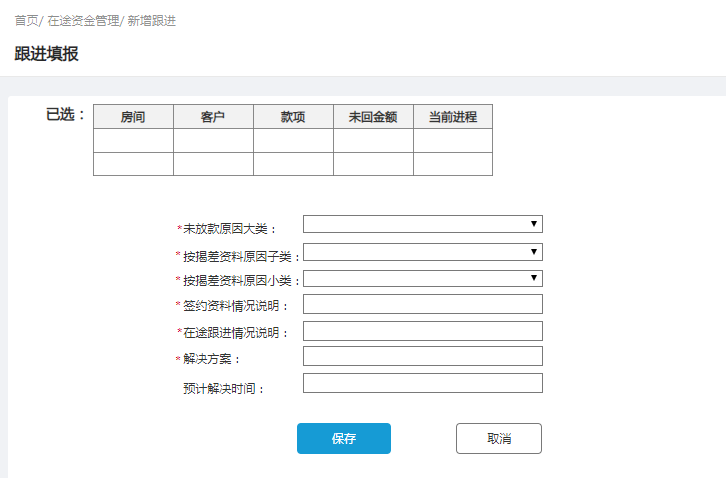 首页/ 在途资金管理/ 新增跟进
跟进填报
已选：
房间 客户 款项 未回金额 当前进程
*未放款原因大类：
*按揭差资料原因子类：
*按揭差资料原因小类：
*签约资料情况说明：
*在途跟进情况说明：
*解决方案：
预计解决时间：
保存 取消